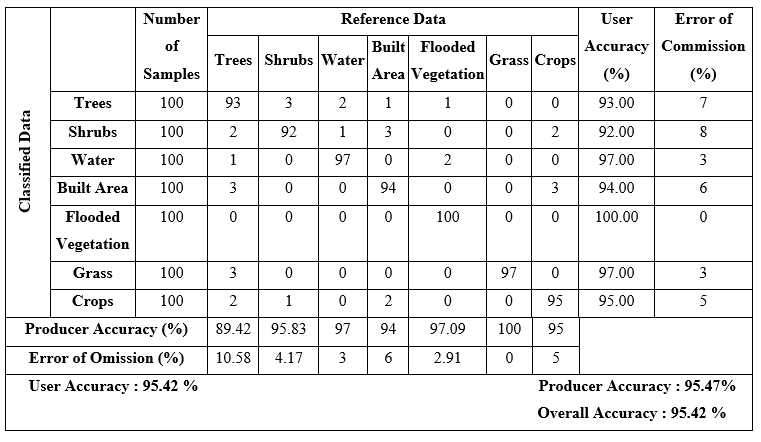 Number of Samples Reference Data User Accuracy (%) Error of Commission (%)
Trees Shrubs Water Built Area Flooded Vegetation Grass Crops
Classified Data
Trees 100 93 3 2 1 1 0 0 93.00 7
Shrubs 100 2 92 1 3 0 0 2 92.00 8
Water 100 1 0 97 0 2 0 0 97.00 3
Built Area 100 3 0 0 94 0 0 3 94.00 6
Flooded Vegetation 100 0 0 0 0 100 0 0 100.00 0
Grass 100 3 0 0 0 0 97 0 97.00 3
Crops 100 2 1 0 2 0 0 95 95.00 5
Producer Accuracy (%) 89.42 95.83 97 94 97.09 100 95
Error of Omission (%) 10.58 4.17 3 6 2.91 0 5
User Accuracy : 95.42 % Producer Accuracy : 95.47%
Overall Accuracy : 95.42 %